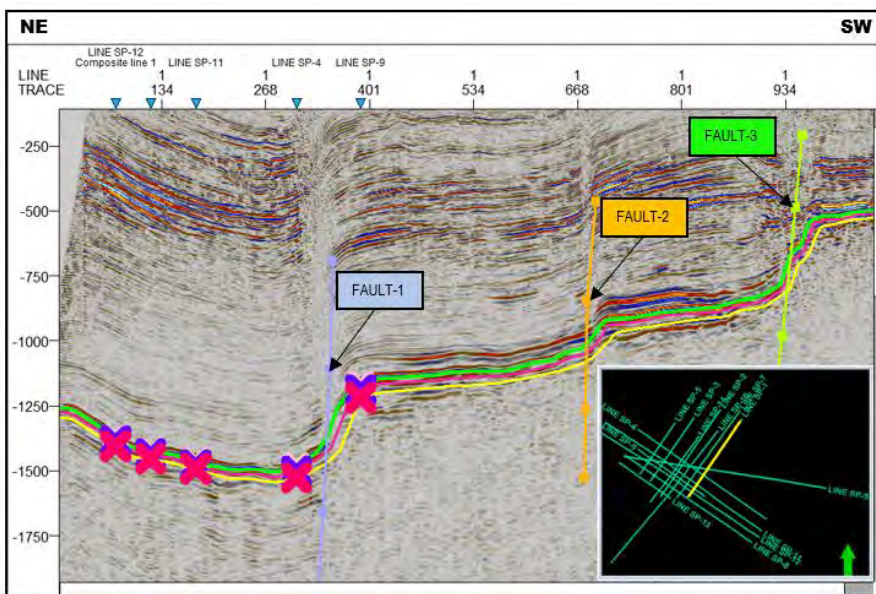 NE
SW
LINE SP-12
Composite line 1 LINE SP-11 LINE SP-4 LINE SP-9
LINE 1 1 1 1 1 1 1
TRACE 134 268 401 534 668 801 934
-250
-500
-750
-1000
-1250
-1500
-1750
FAULT-3
FAULT-2
FAULT-1
LINE SP-5
LINE SP-3
LINE SP-2
LINE SP-7
LINE SP-1
LINE SP-4
LINE SP-9
LINE SP-13
LINE SP-11
LINE SP-12
LINE SP-8